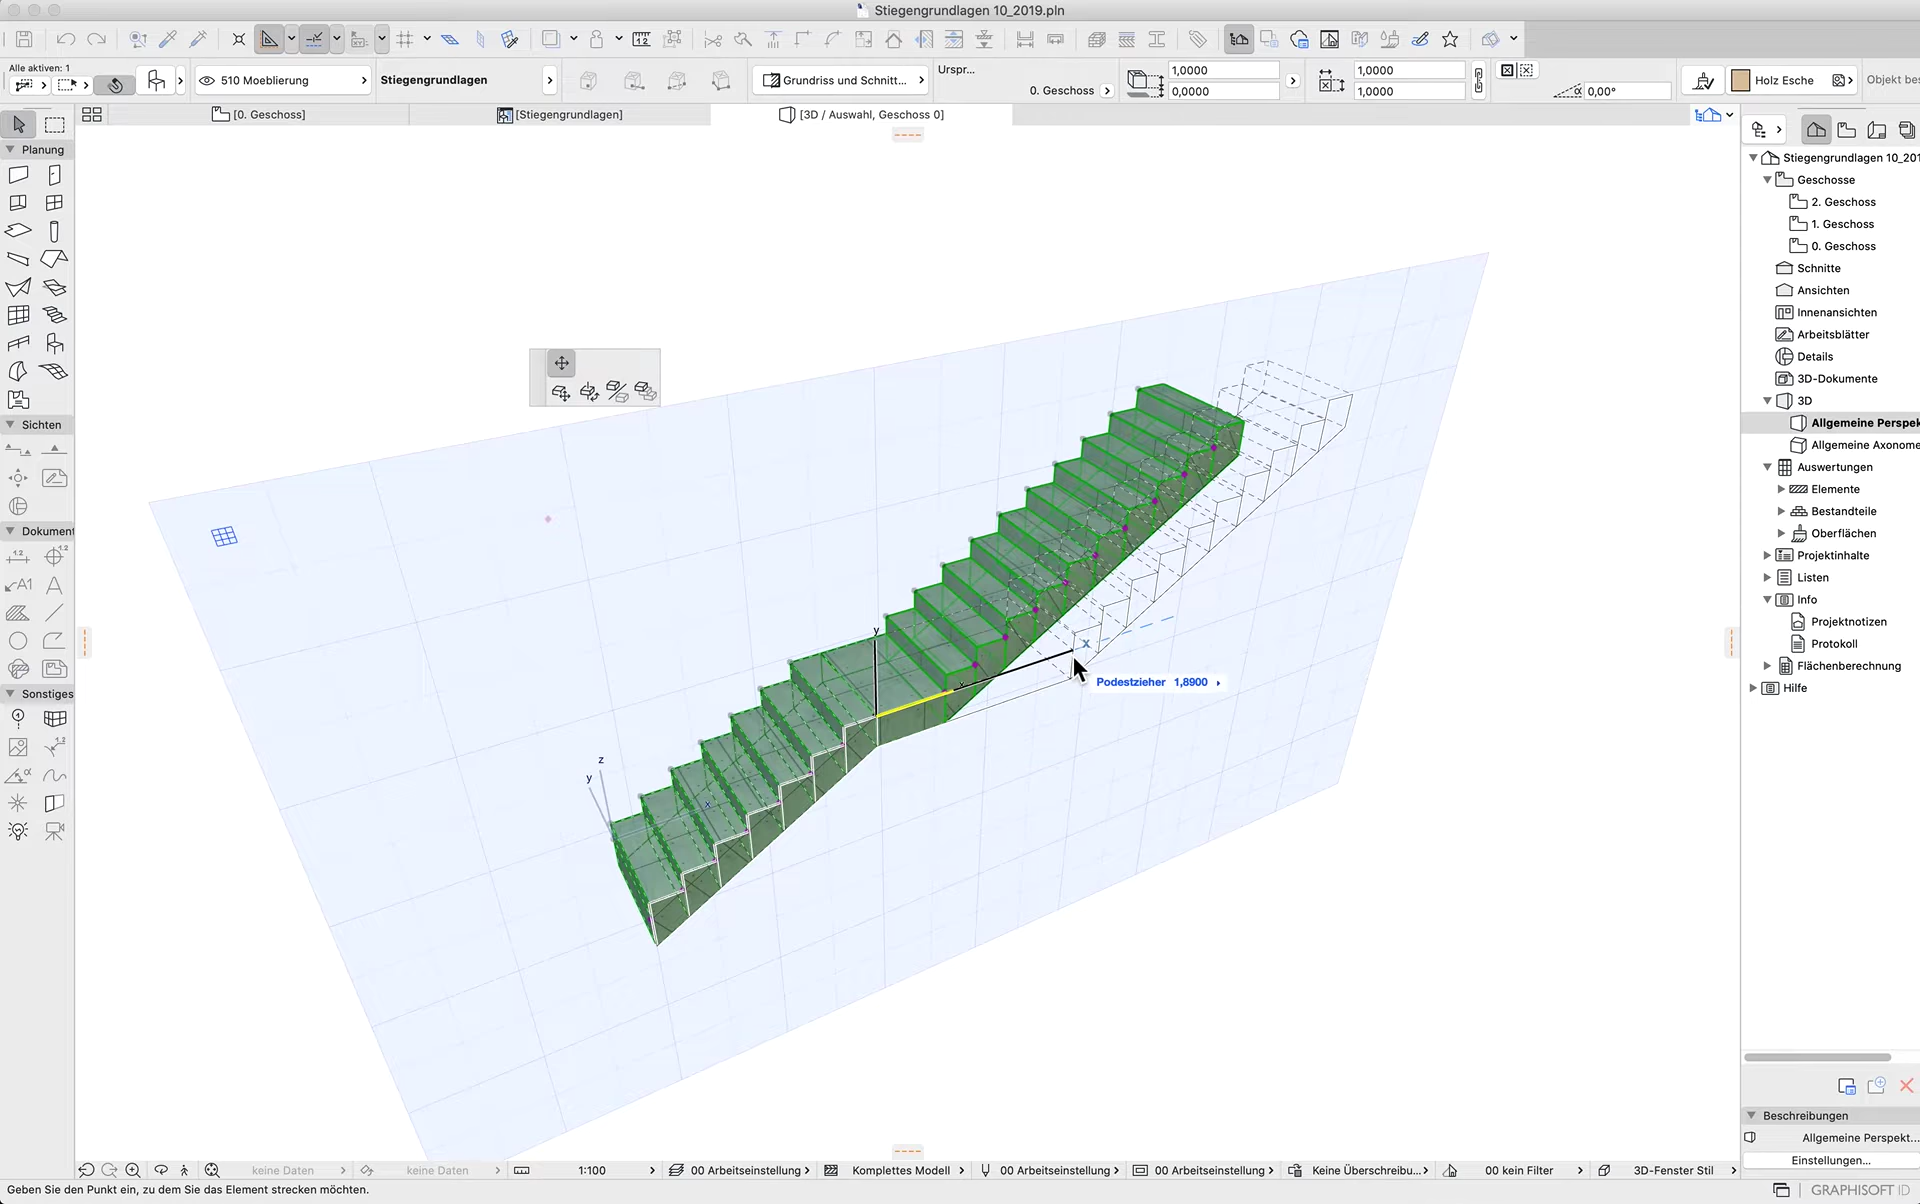 Stiegengrundlagen 10_2019.pln
Alle aktiven: 1
510 Moeblierung
Stiegengrundlagen
Grundriss und Schnitt...
Urspr...
0. Geschoss
1,0000
0,0000
1,0000
1,0000
0,00°
Holz Esche
Objekt be
[0. Geschoss]
[Stiegengrundlagen]
[3D / Auswahl, Geschoss 0]
Planung
Sichten
Dokument
Sonstiges
Stiegengrundlagen 10_201
Geschosse
2. Geschoss
1. Geschoss
0. Geschoss
Schnitte
Ansichten
Innenansichten
Arbeitsblätter
Details
3D-Dokumente
3D
Allgemeine Perspek
Allgemeine Axonome
Auswertungen
Elemente
Bestandteile
Oberflächen
Projektinhalte
Listen
Info
Projektnotizen
Protokoll
Flächenberechnung
Hilfe
y
x
x
Podestzieher 1,8900
z
y
x
Beschreibungen
Allgemeine Perspekt...
Einstellungen...
keine Daten
keine Daten
1:100
00 Arbeitseinstellung
Komplettes Modell
00 Arbeitseinstellung
00 Arbeitseinstellung
Keine Überschreibu...
00 kein Filter
3D-Fenster Stil
Geben Sie den Punkt ein, zu dem Sie das Element strecken möchten.
GRAPHISOFT ID